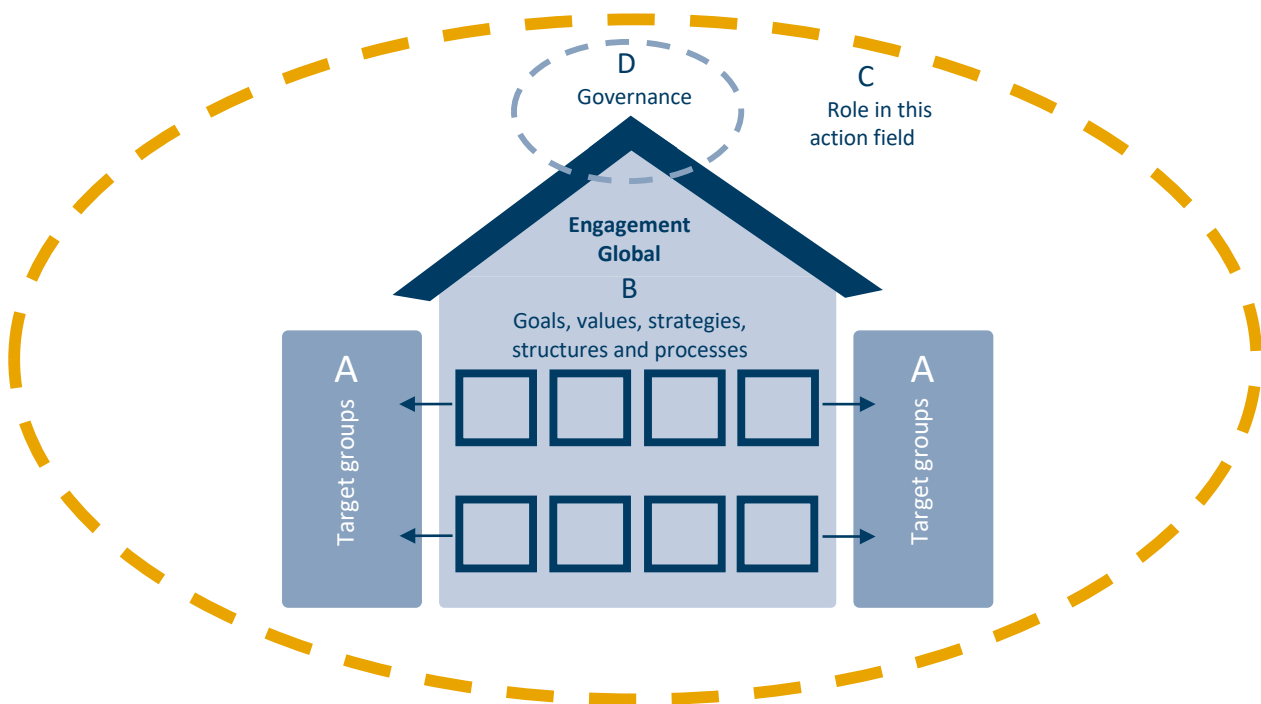 D
Governance
C
Role in this
action field
Engagement
Global
B
Goals, values, strategies,
structures and processes
A
Target groups
A
Target groups